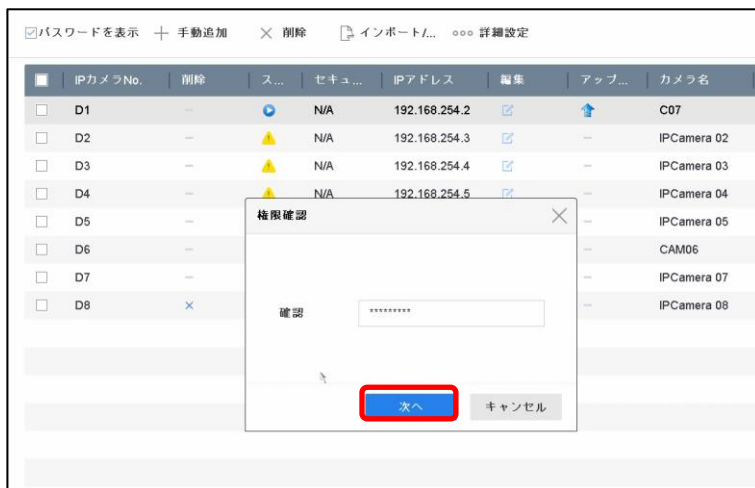 パスワードを表示 手動追加 削除 インポート/... 詳細設定
IPカメラNo. 削除 ス... セキュ... IPアドレス 編集 アップ... カメラ名
D1 — N/A 192.168.254.2 C07
D2 — N/A 192.168.254.3 — IPCamera 02
D3 — N/A 192.168.254.4 — IPCamera 03
D4 — N/A 192.168.254.5 — IPCamera 04
D5 — — IPCamera 05
D6 — — CAM06
D7 — — IPCamera 07
D8 — IPCamera 08
権限確認
確認 *********
次へ キャンセル